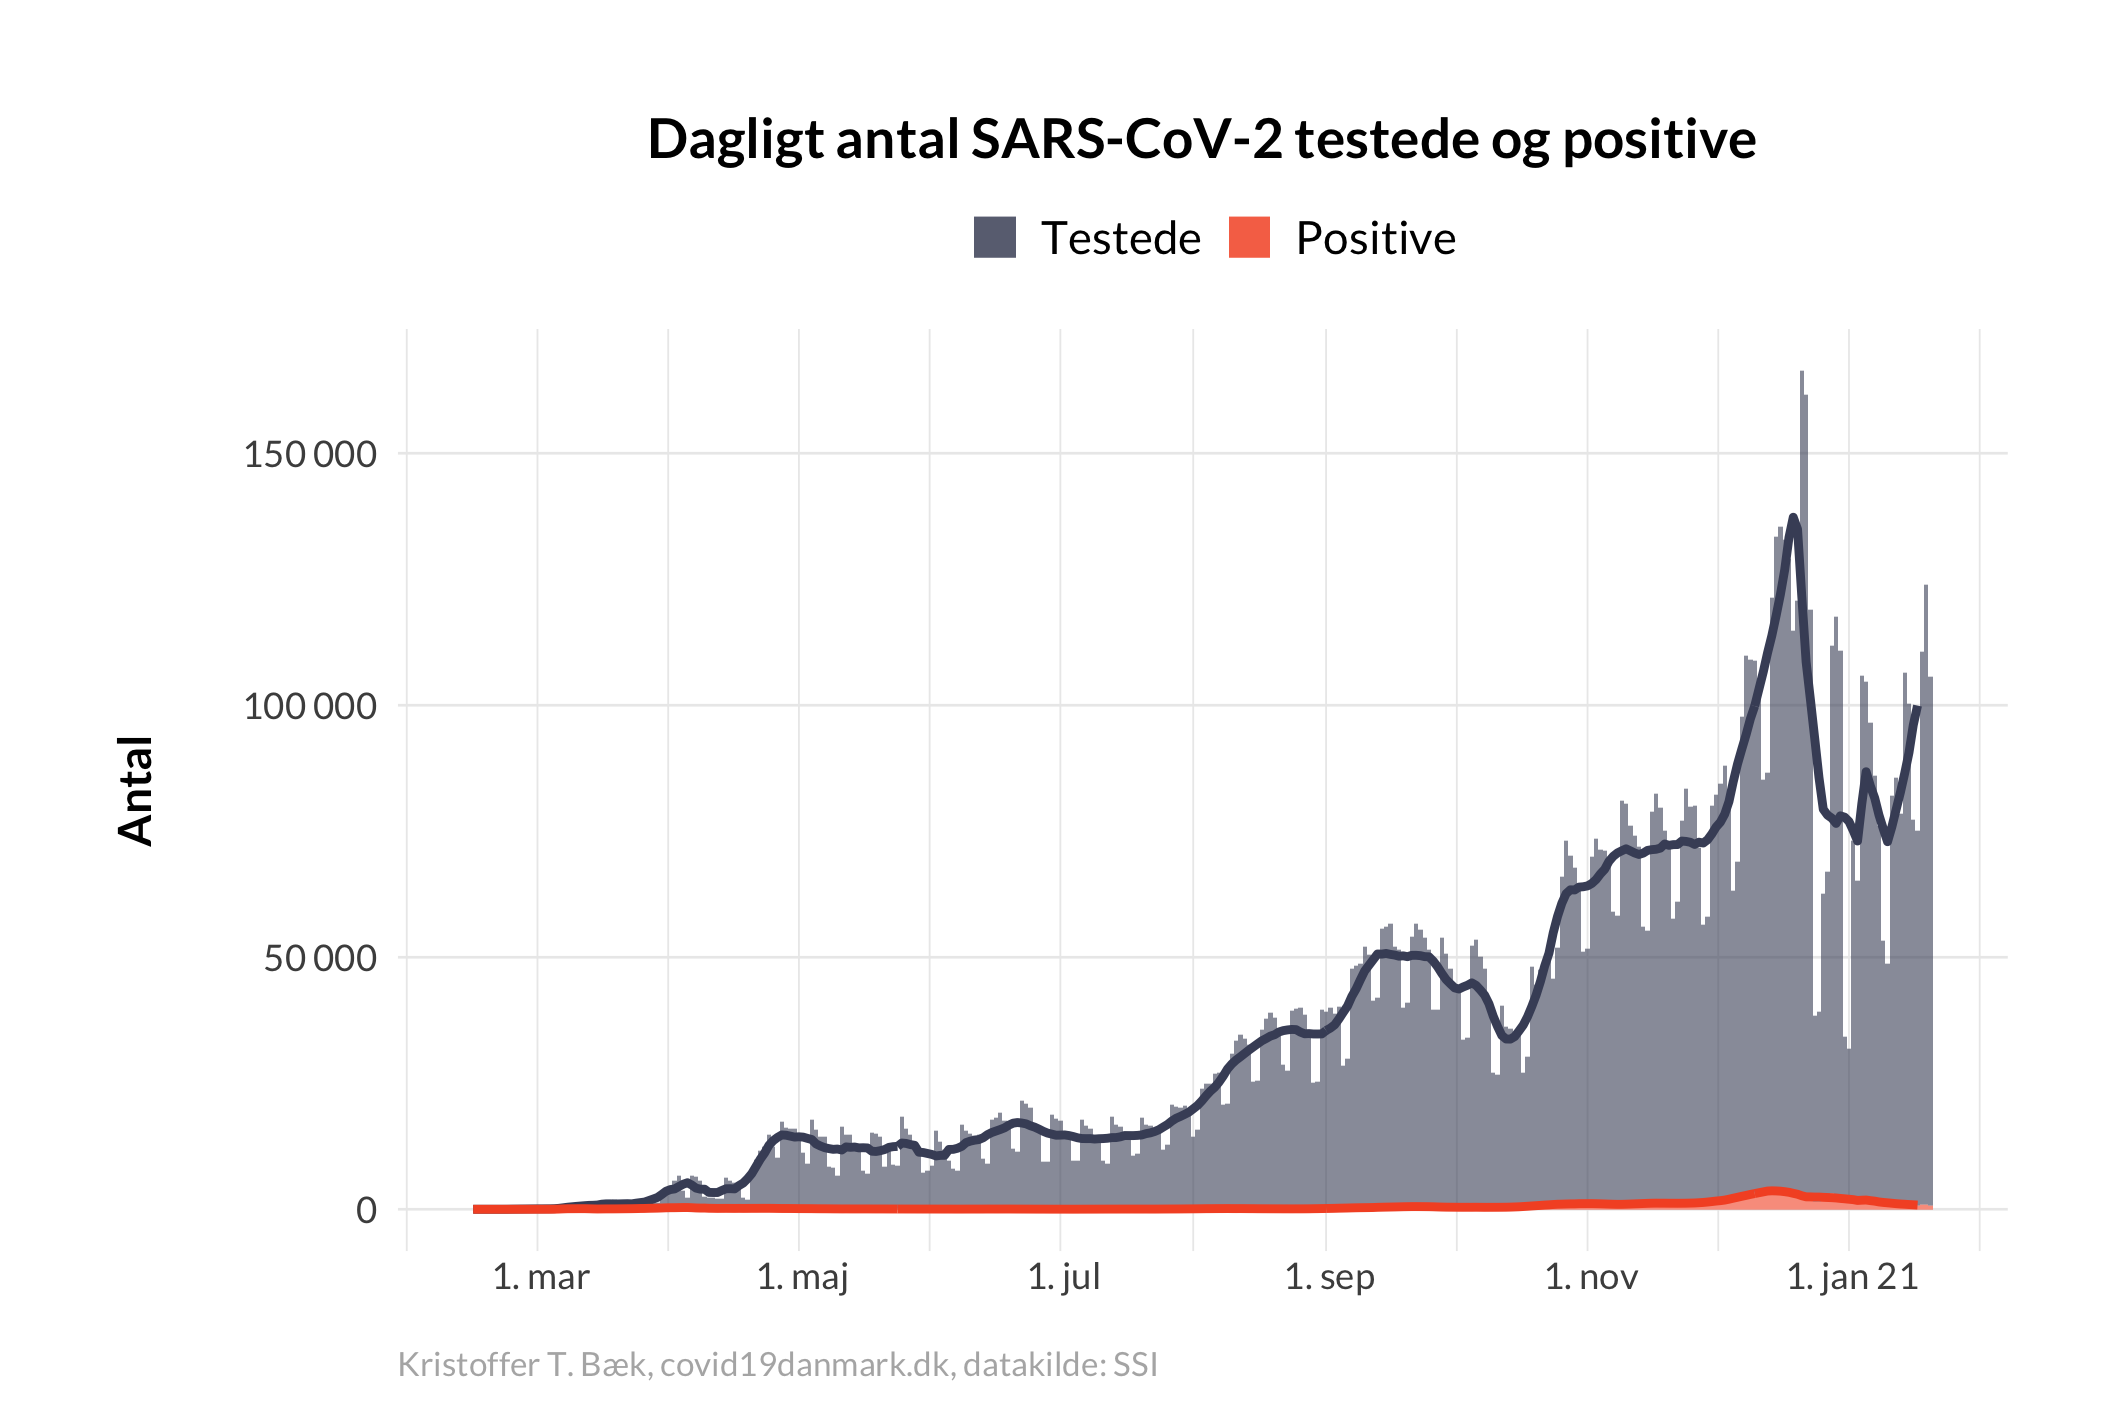 Dagligt antal SARS-CoV-2 testede og positive
Testede Positive
Antal
150 000
100 000
50 000
0
1. mar 1. maj 1. jul 1. sep 1. nov 1. jan 21
Kristoffer T. Bæk, covid19danmark.dk, datakilde: SSI